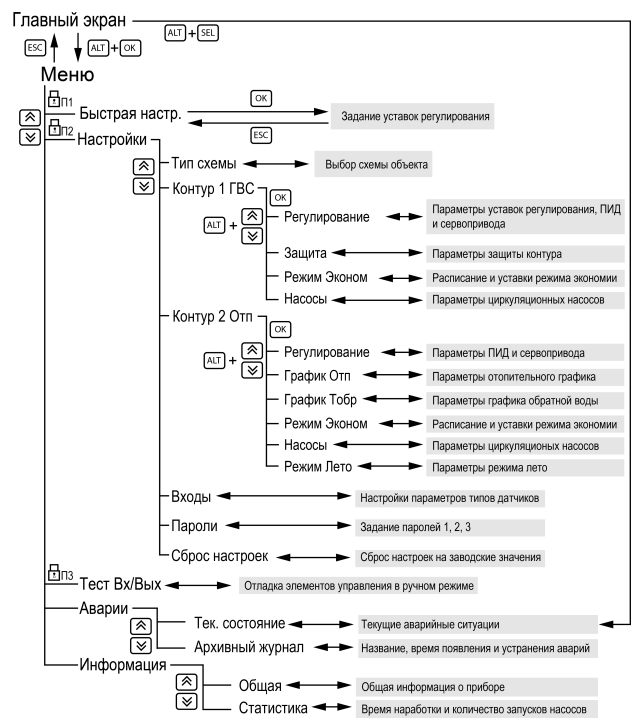 Главный экран
ALT + SEL
ESC
ALT + OK
Меню
П1
Быстрая настр.
OK
ESC
Задание уставок регулирования
П2
Настройки
Тип схемы
Выбор схемы объекта
Контур 1 ГВС
OK
ALT +
Регулирование
Параметры уставок регулирования, ПИД
и сервопривода
Защита
Параметры защиты контура
Режим Эконом
Расписание и уставки режима экономии
Насосы
Параметры циркуляционных насосов
Контур 2 Отп
OK
ALT +
Регулирование
Параметры ПИД и сервопривода
График Отп
Параметры отопительного графика
График Тобр
Параметры графика обратной воды
Режим Эконом
Расписание и уставки режима экономии
Насосы
Параметры циркуляционых насосов
Режим Лето
Параметры режима лето
Входы
Настройки параметров типов датчиков
Пароли
Задание паролей 1, 2, 3
Сброс настроек
Сброс настроек на заводские значения
П3
Тест Вх/Вых
Отладка элементов управления в ручном режиме
Аварии
Тек. состояние
Текущие аварийные ситуации
Архивный журнал
Название, время появления и устранения аварий
Информация
Общая
Общая информация о приборе
Статистика
Время наработки и количество запусков насосов